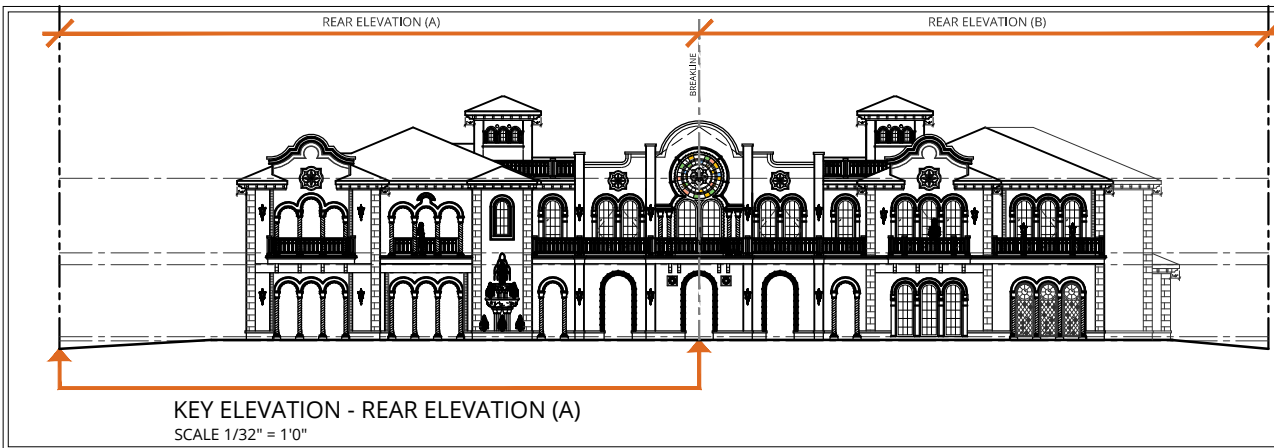 REAR ELEVATION (A)
REAR ELEVATION (B)
BREAKLINE
KEY ELEVATION - REAR ELEVATION (A)
SCALE 1/32" = 1'0"